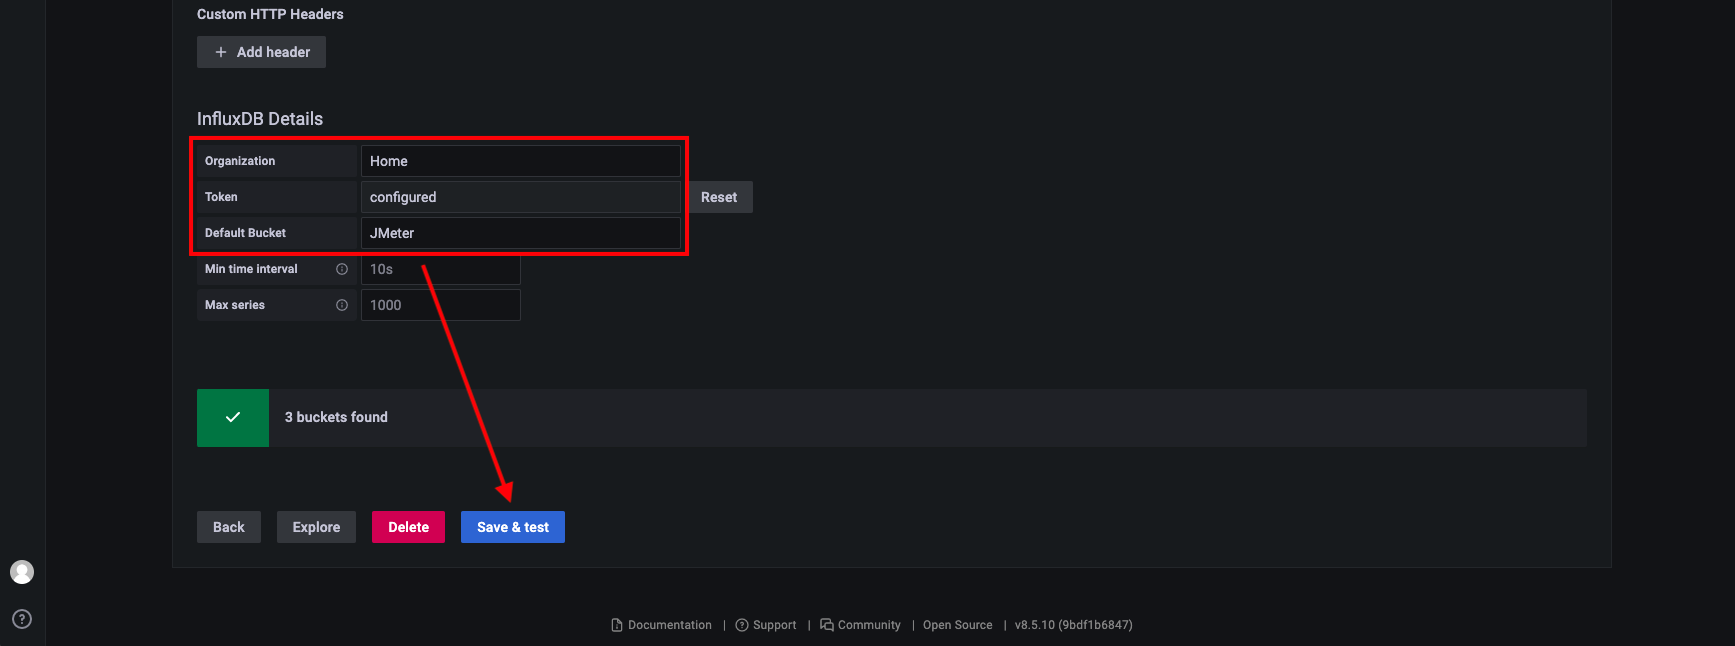 Custom HTTP Headers
+ Add header
InfluxDB Details
Organization Home
Token configured Reset
Default Bucket JMeter
Min time interval 10s
Max series 1000
3 buckets found
Back Explore Delete Save & test
Documentation | Support | Community | Open Source | v8.5.10 (9bdf1b6847)